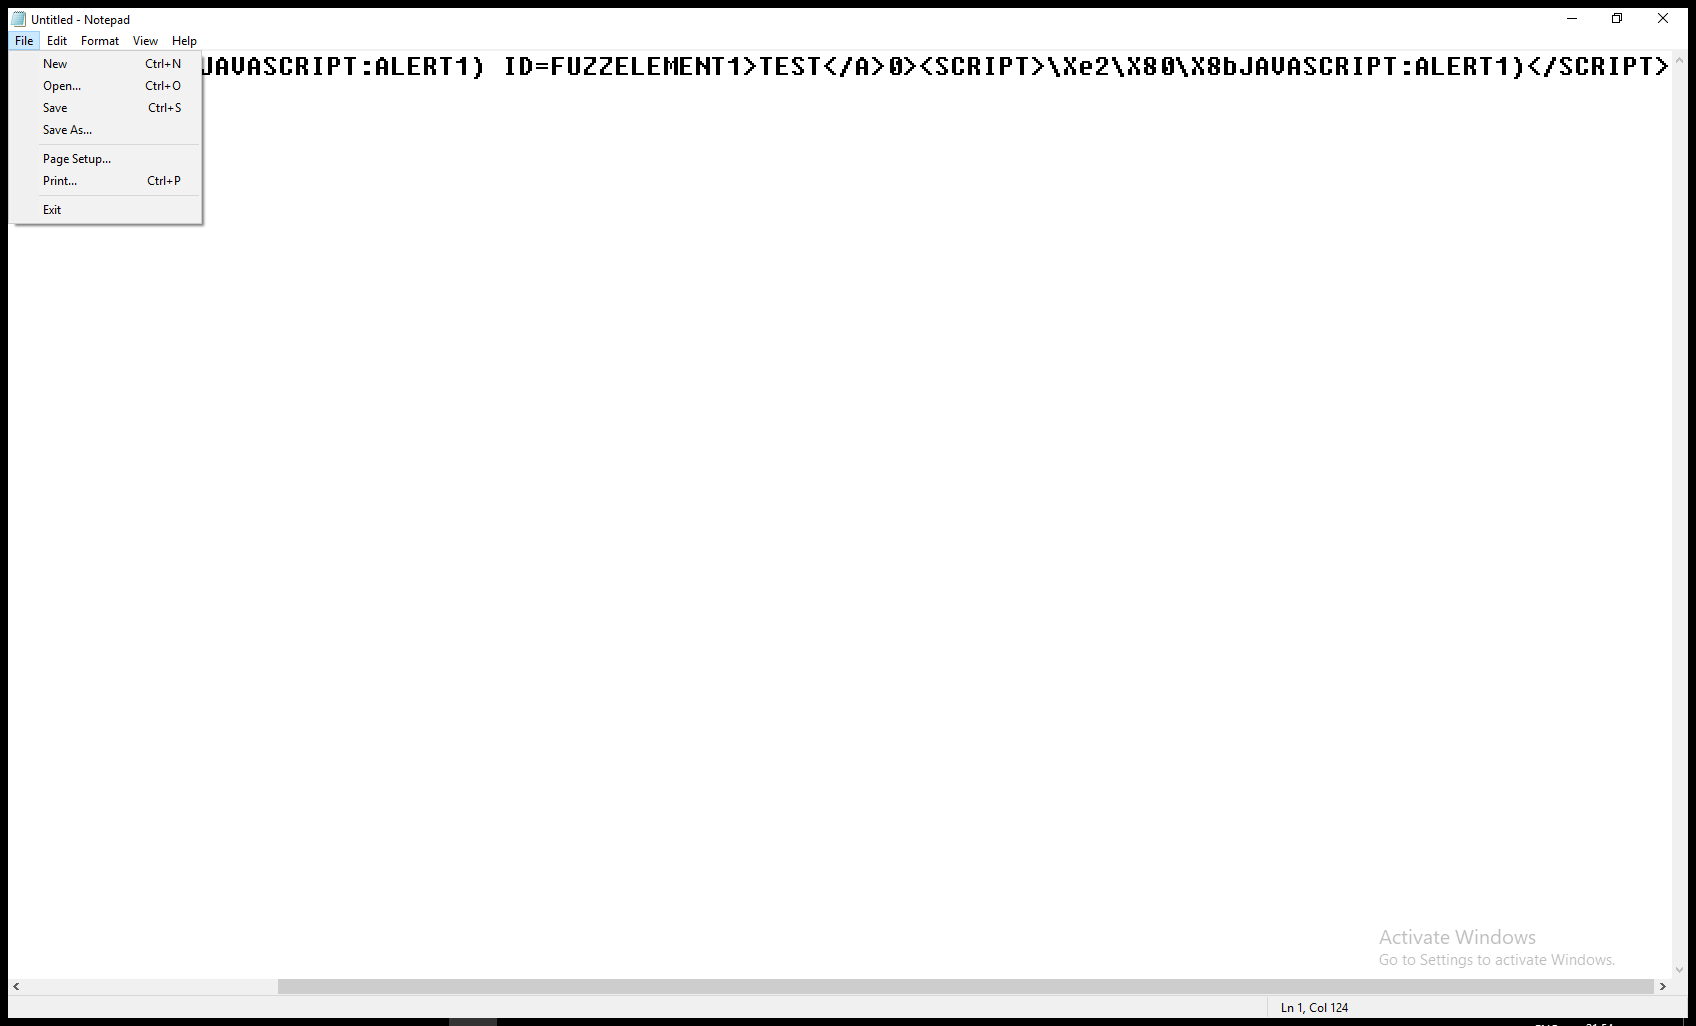 Untitled - Notepad
File Edit Format View Help
JAVASCRIPT:ALERT1) ID=FUZZELEMENT1>TEST</A>0><SCRIPT>\Xe2\X80\X8bJAVASCRIPT:ALERT1)</SCRIPT>
New Ctrl+N
Open... Ctrl+O
Save Ctrl+S
Save As...
Page Setup...
Print... Ctrl+P
Exit
Activate Windows
Go to Settings to activate Windows.
Ln 1, Col 124